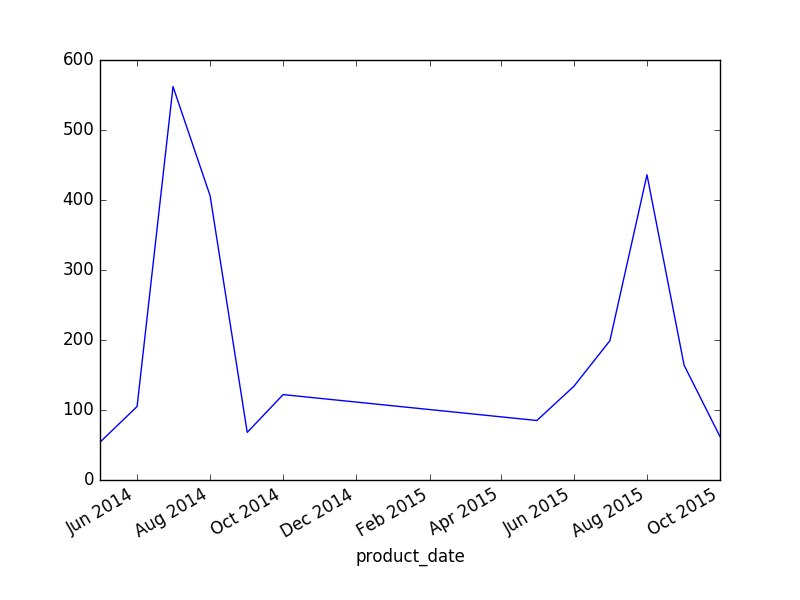 600
500
400
300
200
100
0
Jun 2014
Aug 2014
Oct 2014
Dec 2014
Feb 2015
Apr 2015
Jun 2015
Aug 2015
Oct 2015
product_date